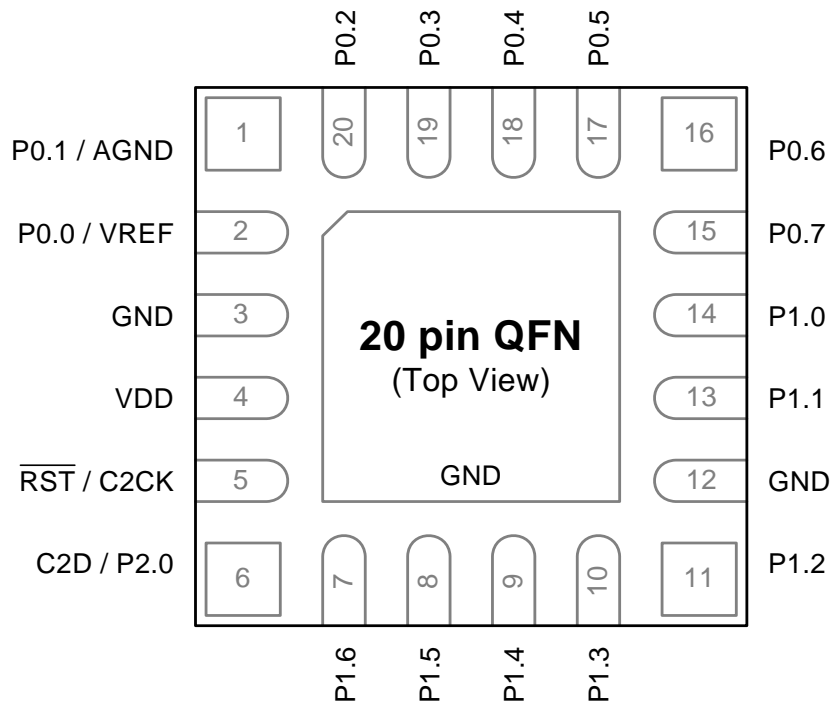 P0.2
P0.3
P0.4
P0.5
20
19
18
17
1
16
P0.1 / AGND
P0.6
P0.0 / VREF
2
15
P0.7
GND
3
14
P1.0
20 pin QFN
(Top View)
VDD
4
13
P1.1
RST / C2CK
5
GND
12
GND
C2D / P2.0
6
7
8
9
10
11
P1.2
P1.6
P1.5
P1.4
P1.3